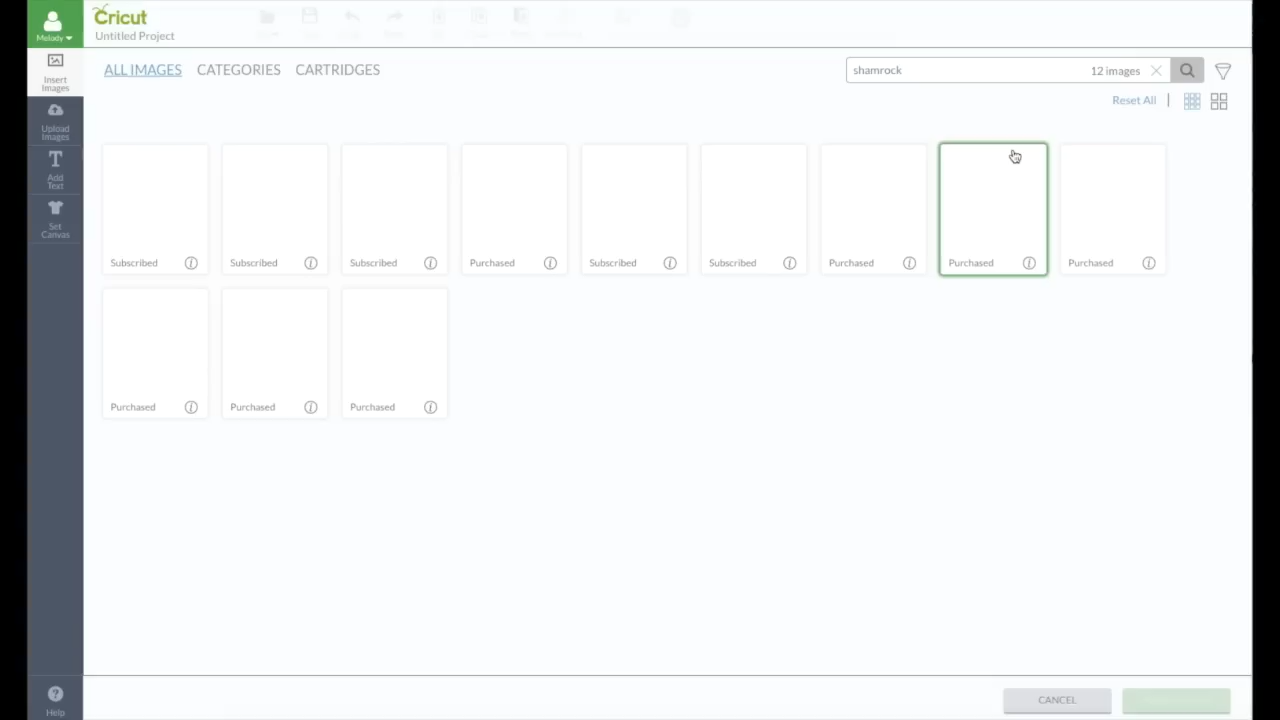 Melody
Cricut
Untitled Project
Insert
Images
Upload
Images
Add
Text
Set
Canvas
Help
ALL IMAGES CATEGORIES CARTRIDGES
shamrock 12 images
Reset All
Subscribed Subscribed Subscribed Purchased Subscribed Subscribed Purchased Purchased Purchased
Purchased Purchased Purchased
CANCEL